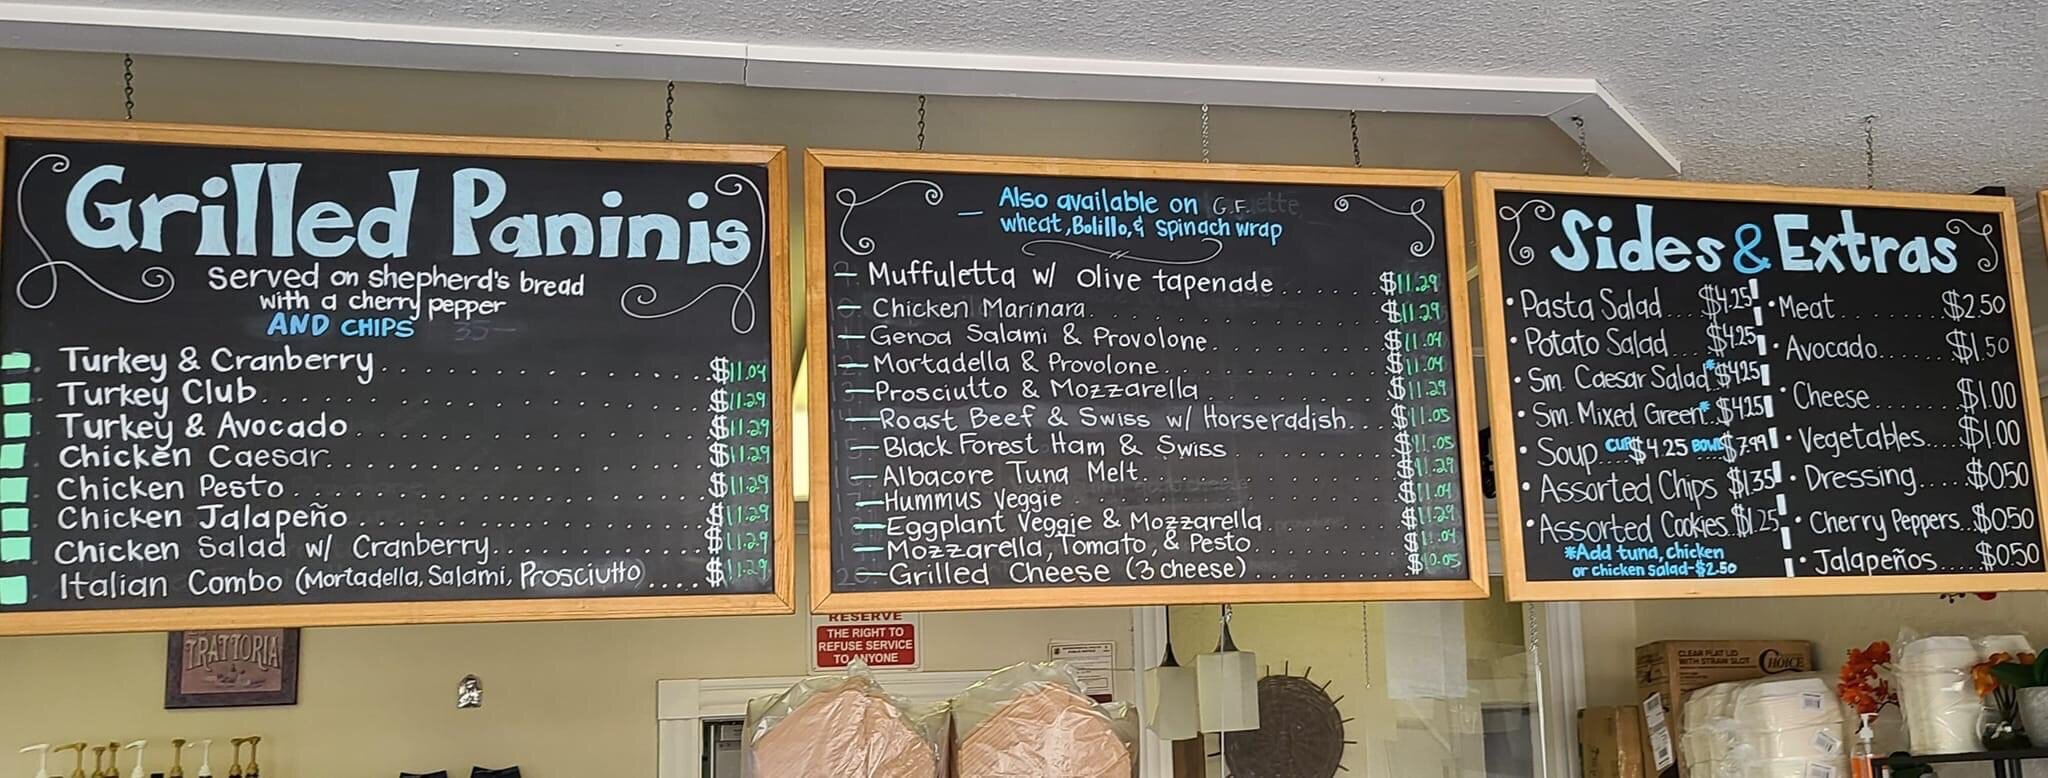 Grilled Paninis
served on shepherd's bread
with a cherry pepper
AND CHIPS
Turkey & Cranberry $11.04
Turkey Club $11.29
Turkey & Avocado $11.29
Chicken Caesar $11.29
Chicken Pesto $11.29
Chicken Jalapeño $11.29
Chicken Salad w/ Cranberry $11.29
Italian Combo (Mortadella, Salami, Prosciutto) $11.29
Also available on G.F.
wheat, Bolillo, & spinach wrap
Muffuletta w/ olive tapenade $11.29
Chicken Marinara $11.29
Genoa Salami & Provolone $11.04
Mortadella & Provolone $11.04
Prosciutto & Mozzarella $11.29
Roast Beef & Swiss w/ Horseradish $11.05
Black Forest Ham & Swiss $11.05
Albacore Tuna Melt $11.29
Hummus Veggie $11.04
Eggplant Veggie & Mozzarella $11.29
Mozzarella, Tomato, & Pesto $11.04
Grilled Cheese (3 cheese) $10.05
Sides & Extras
• Pasta Salad $4.25
• Potato Salad $4.25
• Sm. Caesar Salad* $4.25
• Sm. Mixed Green* $4.25
• Soup CUP $4.25 BOWL $7.99
• Assorted Chips $1.35
• Assorted Cookies $1.25
*Add tuna, chicken
or chicken salad-$2.50
• Meat $2.50
• Avocado $1.50
• Cheese $1.00
• Vegetables $1.00
• Dressing $0.50
• Cherry Peppers $0.50
• Jalapeños $0.50
TRATTORIA
RESERVE
THE RIGHT TO
REFUSE SERVICE
TO ANYONE
CLEAR FLAT LID
WITH STRAW SLOT
CHOICE